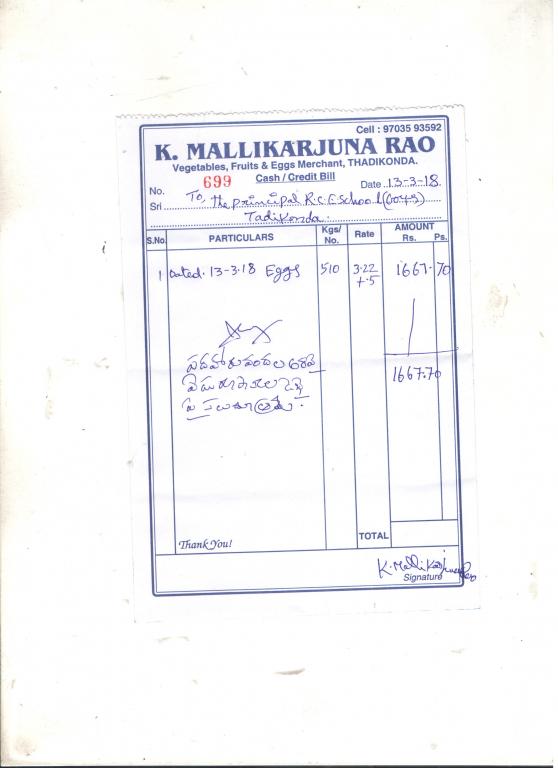 Cell : 97035 93592
K. MALLIKARJUNA RAO
Vegetables, Fruits & Eggs Merchant, THADIKONDA.
Cash / Credit Bill
No. 699 Date 13-3-18.
Sri To, the principal R.C.E School
Tadikonda.
S.No. PARTICULARS Kgs/ No. Rate AMOUNT Rs. Ps.
1 Dated. 13-3-18 Eggs 510 3.22 1667.70
+.5
1667.70
Thank You!
TOTAL
K. Mallikarjuna Rao
Signature